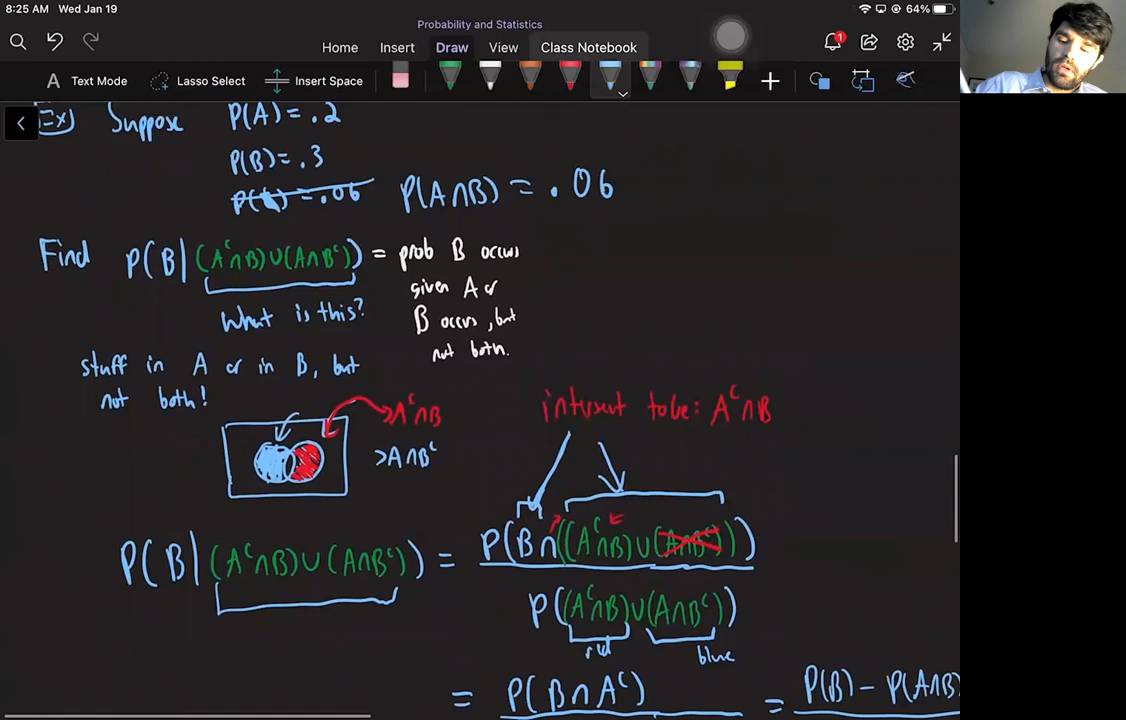 8:25 AM Wed Jan 19
64%
Probability and Statistics
Home Insert Draw View Class Notebook
1
A Text Mode Lasso Select Insert Space
Ex) Suppose P(A) = .2
P(B) = .3
= .06 P(A∩B) = .06
Find P(B|(Aᶜ∩B)∪(A∩Bᶜ)) = prob B occurs
given A or
B occurs, but
not both.
What is this?
stuff in A or in B, but
not both!
>Aᶜ∩B
>A∩Bᶜ
intersect to be: Aᶜ∩B
P(B|(Aᶜ∩B)∪(A∩Bᶜ)) = P(B∩((Aᶜ∩B)∪(A∩Bᶜ)))
P((Aᶜ∩B)∪(A∩Bᶜ))
red blue
= P(B∩Aᶜ) = P(B) - P(A∩B)